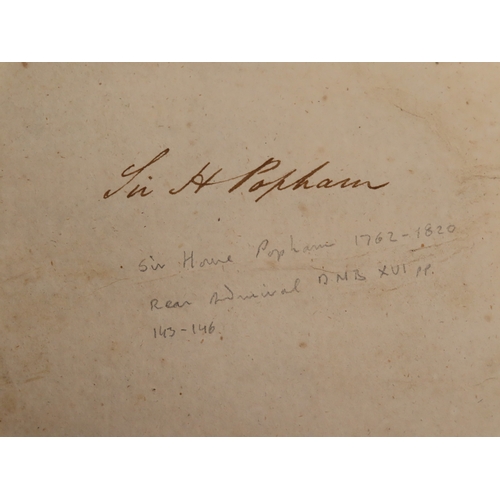 Sir H Popham
Sir Home Popham 1762-1820
Rear Admiral DNB XVI pp.
143-146.